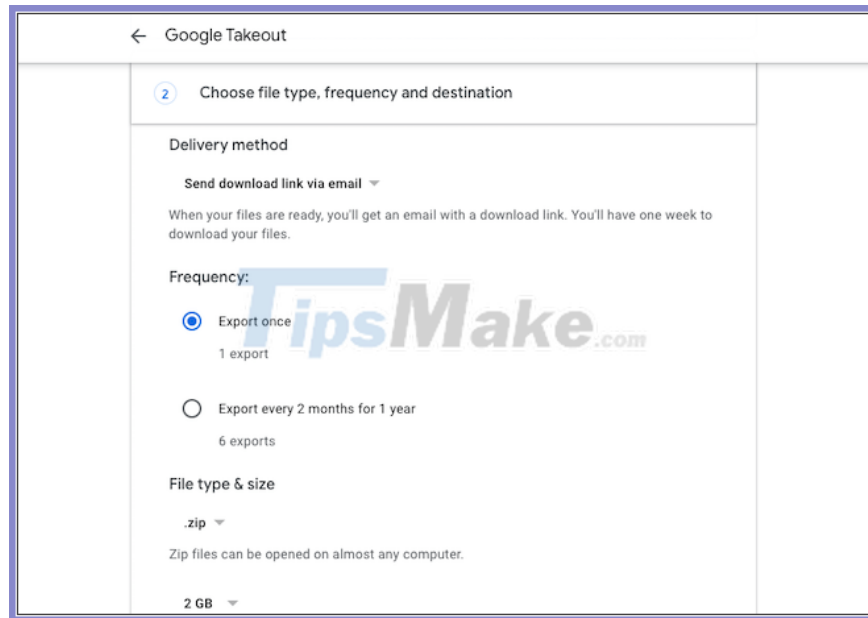 ← Google Takeout
2 Choose file type, frequency and destination
Delivery method
Send download link via email
When your files are ready, you'll get an email with a download link. You'll have one week to
download your files.
Frequency:
Export once
1 export
TipsMake.com
Export every 2 months for 1 year
6 exports
File type & size
.zip
Zip files can be opened on almost any computer.
2 GB